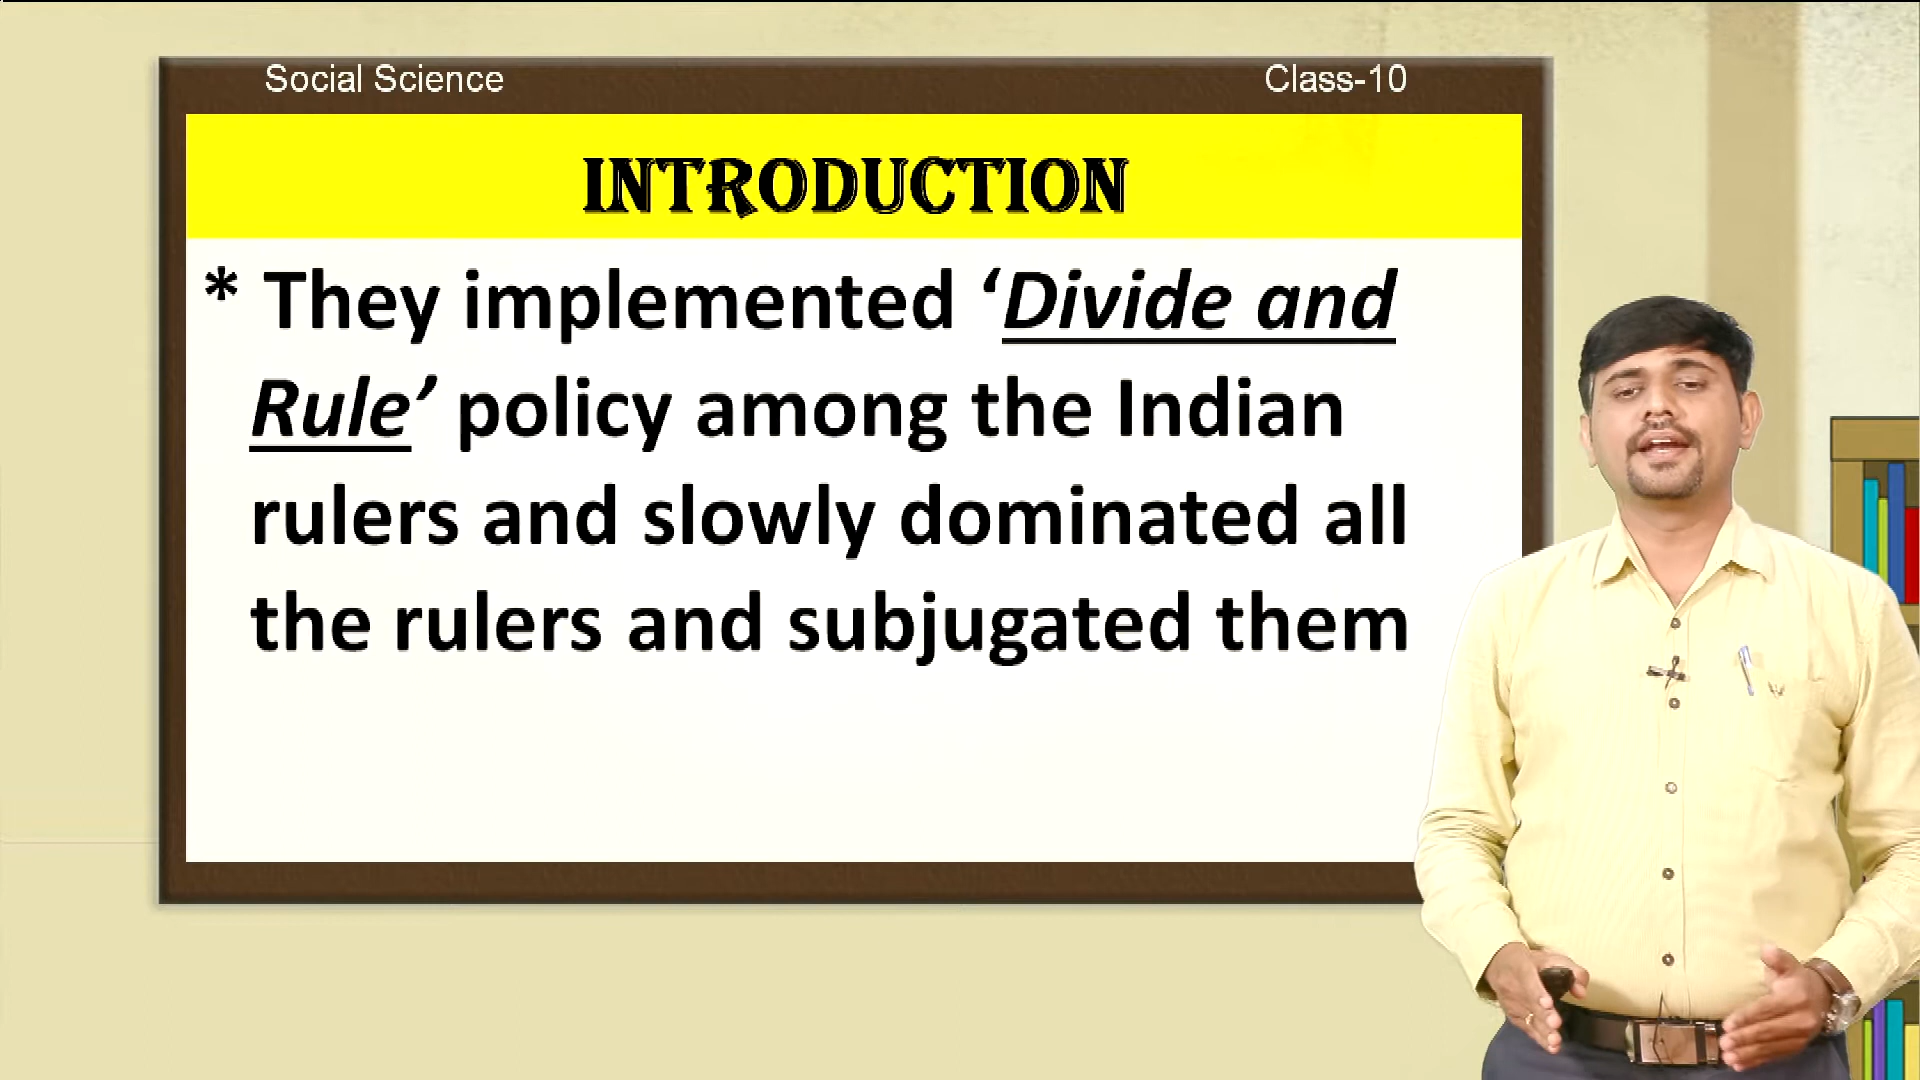 Social Science Class-10
INTRODUCTION
* They implemented ‘Divide and
Rule’ policy among the Indian
rulers and slowly dominated all
the rulers and subjugated them